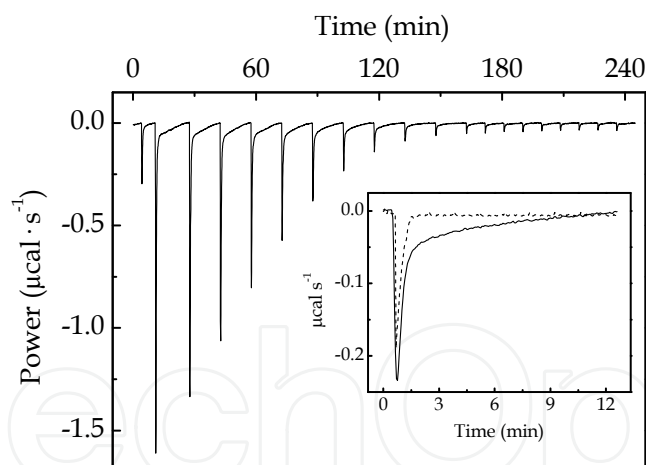 Time (min)
0 60 120 180 240
0.0
-0.5
-1.0
-1.5
Power (μcal·s⁻¹)
0.0
-0.1
-0.2
μcal s⁻¹
0 3 6 9 12
Time (min)
echOp